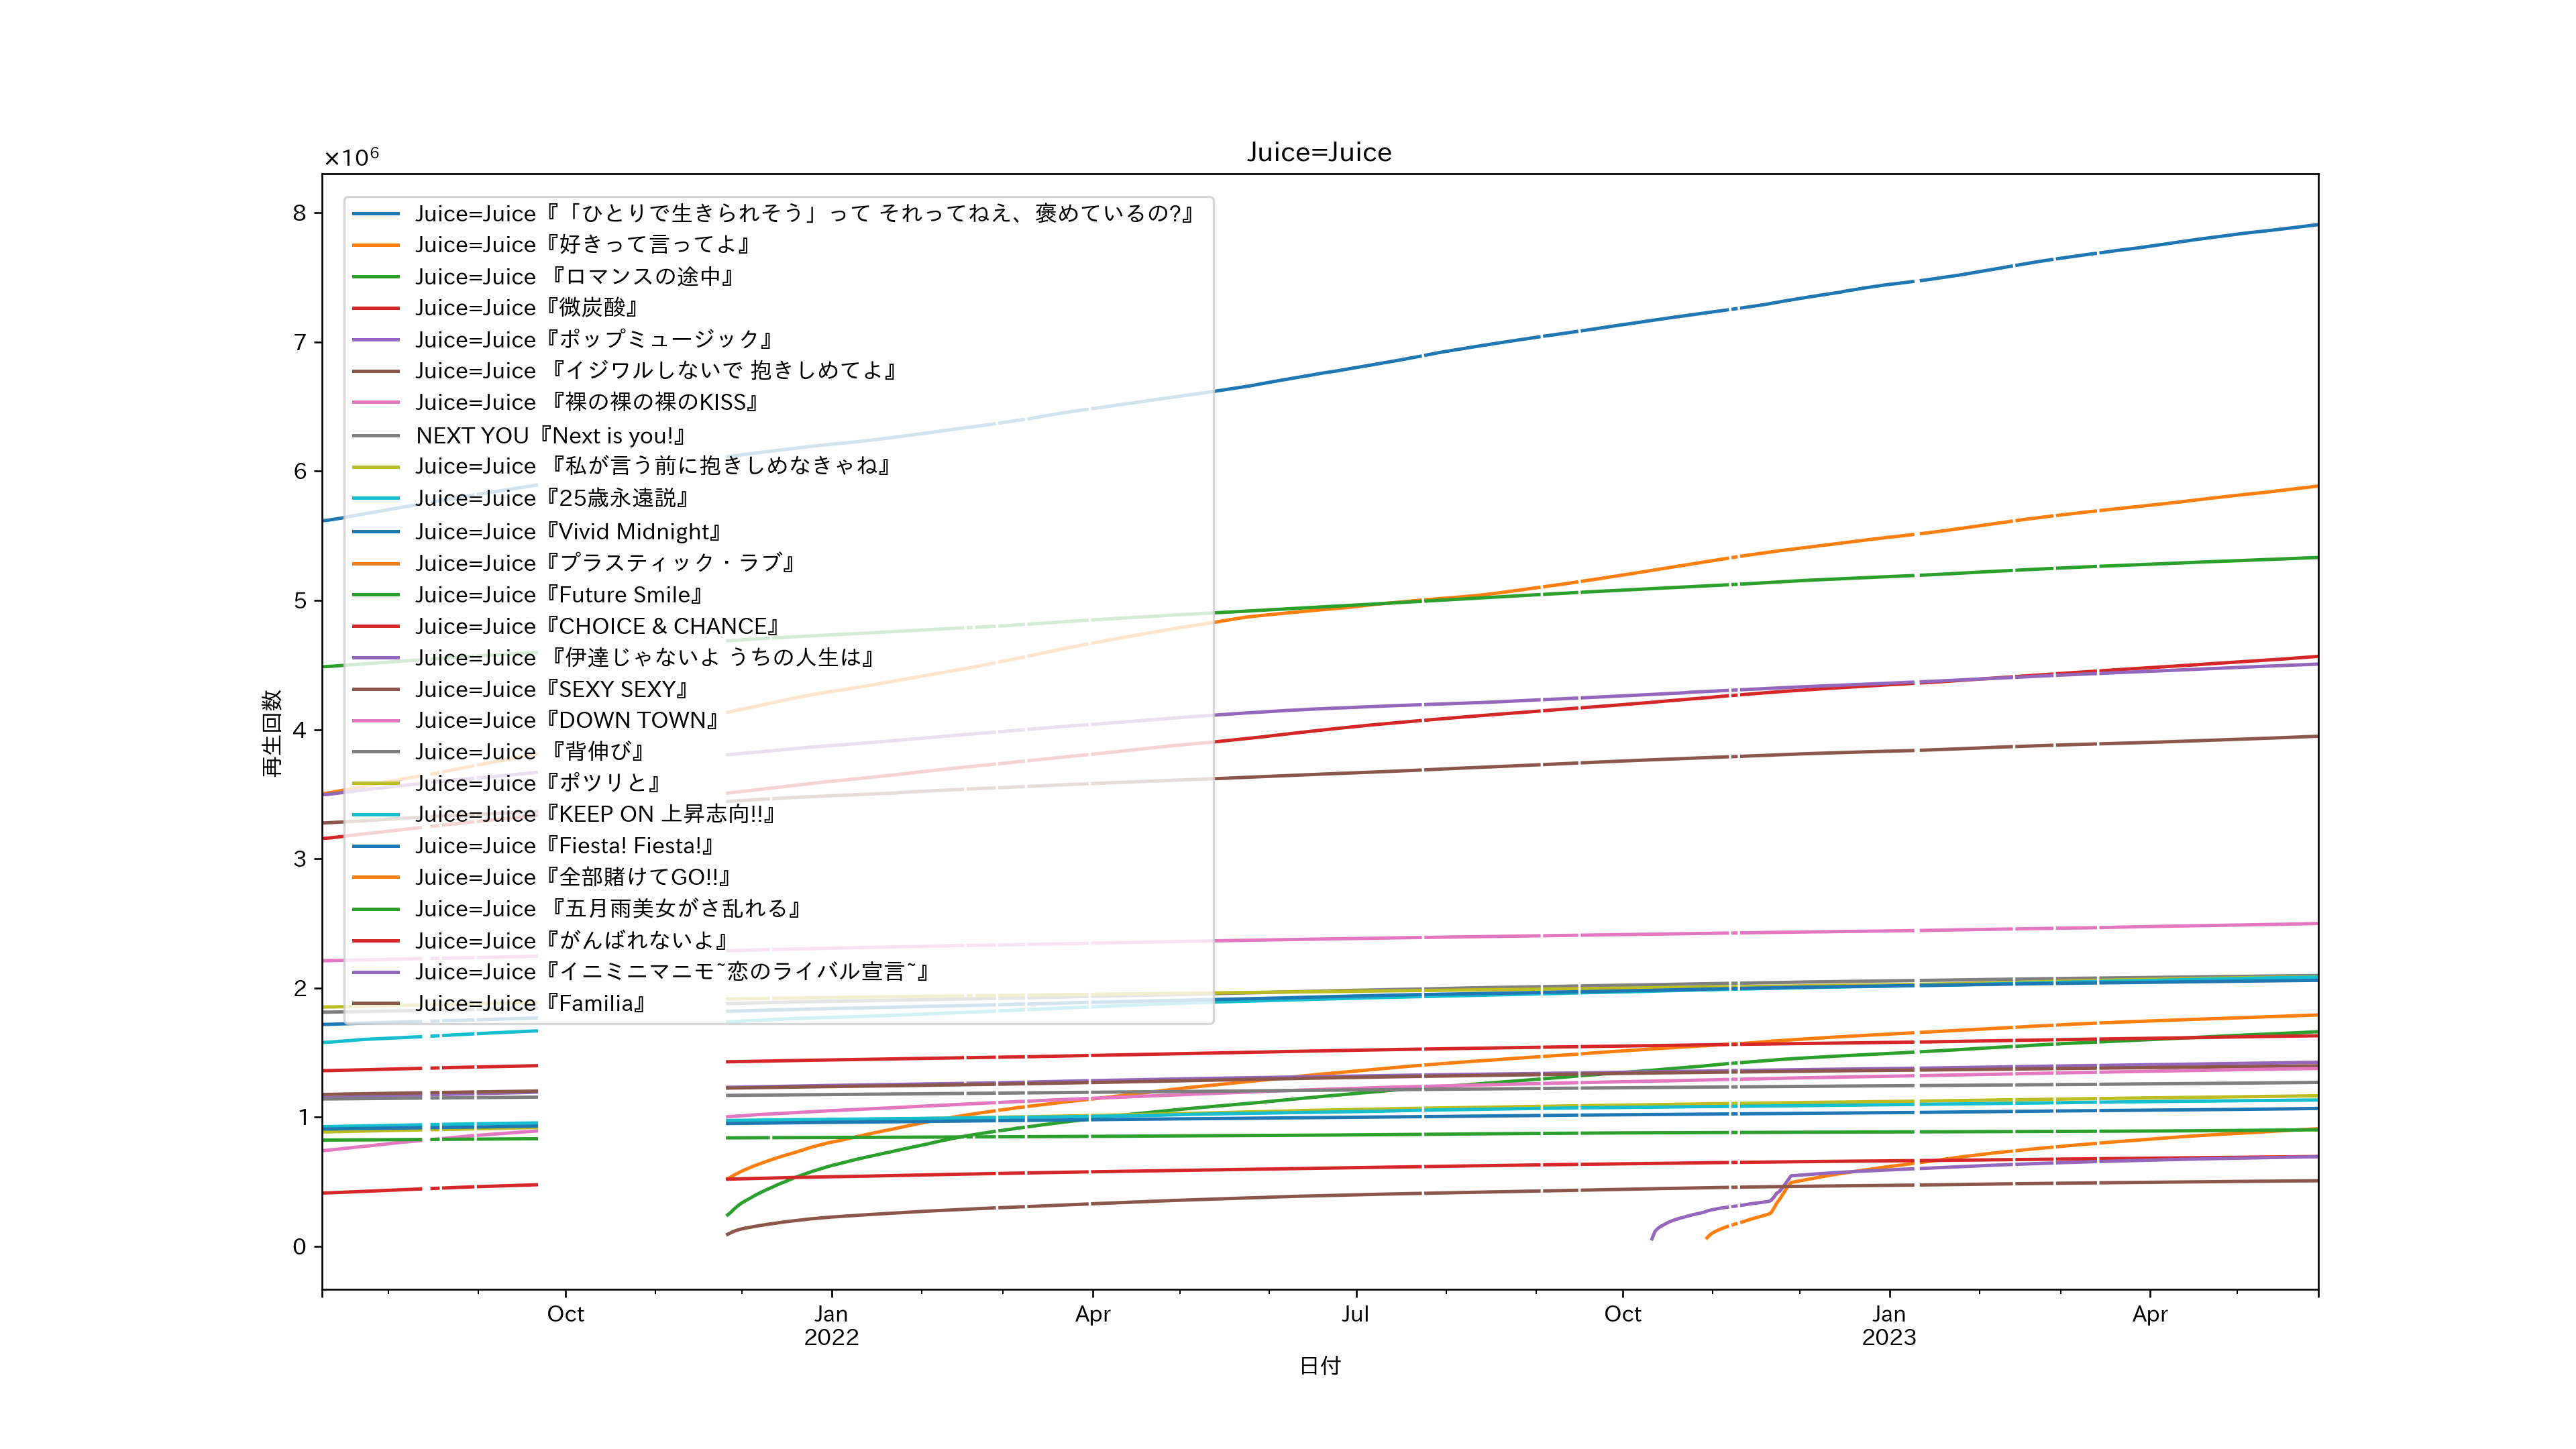 Juice=Juice
×10⁶
8
7
6
5
4
3
2
1
0
再生回数
Juice=Juice『「ひとりで生きられそう」って それってねえ、褒めているの?』
Juice=Juice『好きって言ってよ』
Juice=Juice 『ロマンスの途中』
Juice=Juice『微炭酸』
Juice=Juice『ポップミュージック』
Juice=Juice 『イジワルしないで 抱きしめてよ』
Juice=Juice 『裸の裸の裸のKISS』
NEXT YOU『Next is you!』
Juice=Juice 『私が言う前に抱きしめなきゃね』
Juice=Juice『25歳永遠説』
Juice=Juice『Vivid Midnight』
Juice=Juice『プラスティック・ラブ』
Juice=Juice『Future Smile』
Juice=Juice『CHOICE & CHANCE』
Juice=Juice 『伊達じゃないよ うちの人生は』
Juice=Juice『SEXY SEXY』
Juice=Juice『DOWN TOWN』
Juice=Juice 『背伸び』
Juice=Juice『ポツリと』
Juice=Juice『KEEP ON 上昇志向!!』
Juice=Juice『Fiesta! Fiesta!』
Juice=Juice『全部賭けてGO!!』
Juice=Juice 『五月雨美女がさ乱れる』
Juice=Juice『がんばれないよ』
Juice=Juice『イニミニマニモ~恋のライバル宣言~』
Juice=Juice『Familia』
Oct
Jan
2022
Apr
Jul
Oct
Jan
2023
Apr
日付